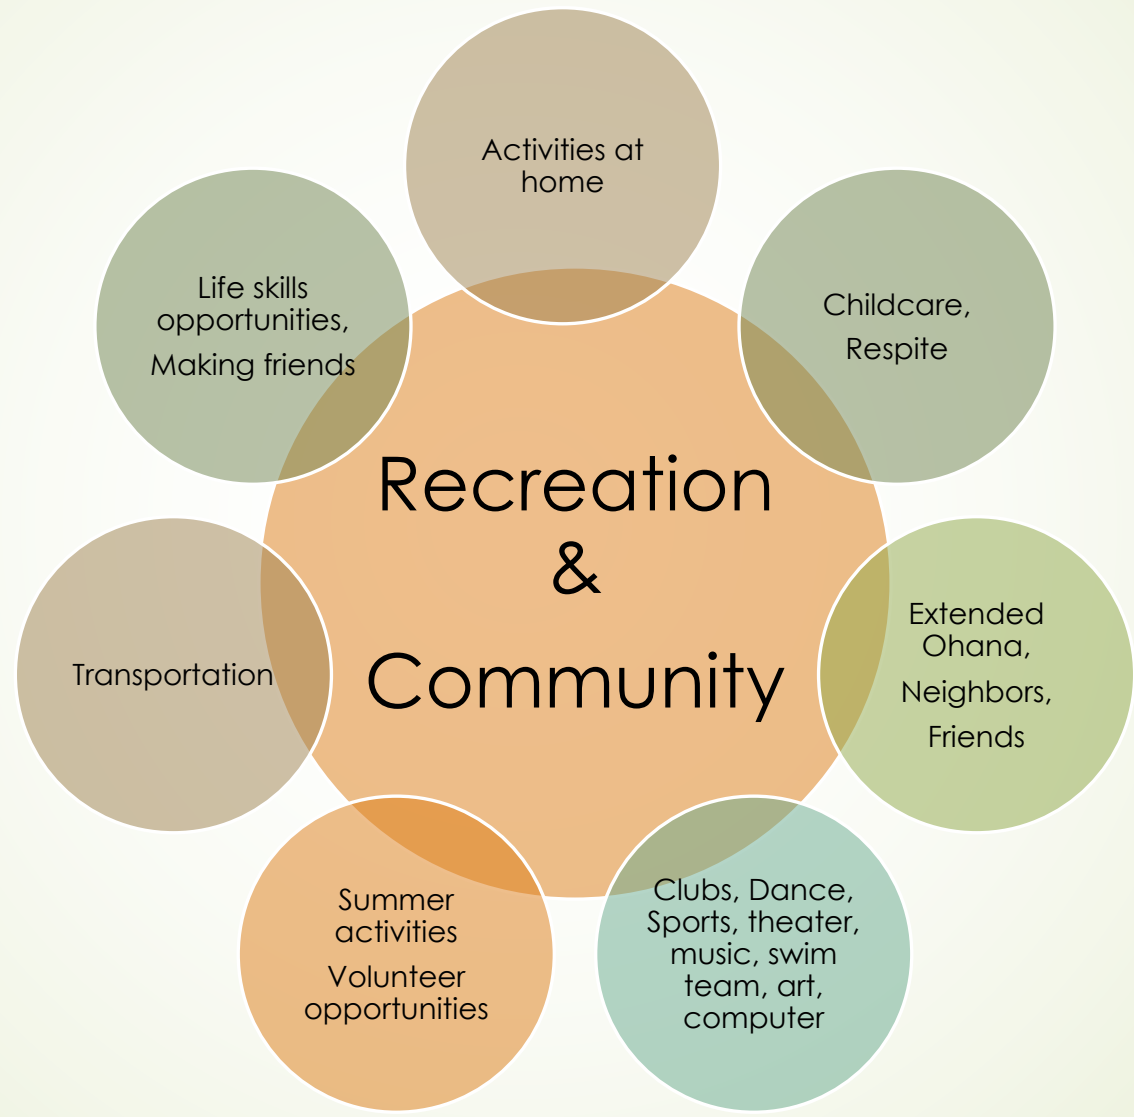 Activities at
home
Childcare,
Respite
Extended
Ohana,
Neighbors,
Friends
Clubs, Dance,
Sports, theater,
music, swim
team, art,
computer
Summer
activities
Volunteer
opportunities
Transportation
Life skills
opportunities,
Making friends
Recreation
&
Community